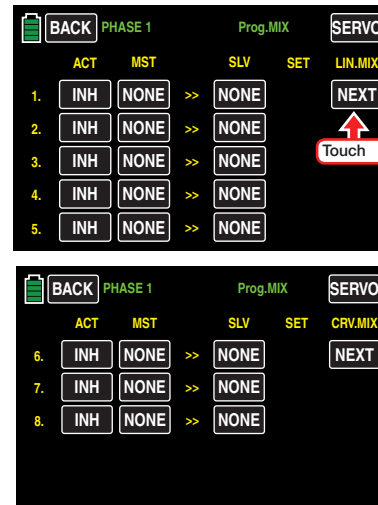 BACK PHASE 1 Prog.MIX SERVO
ACT MST SLV SET LIN.MIX
1. INH NONE >> NONE NEXT
2. INH NONE >> NONE
3. INH NONE >> NONE
Touch
4. INH NONE >> NONE
5. INH NONE >> NONE
BACK PHASE 1 Prog.MIX SERVO
ACT MST SLV SET CRV.MIX
6. INH NONE >> NONE NEXT
7. INH NONE >> NONE
8. INH NONE >> NONE